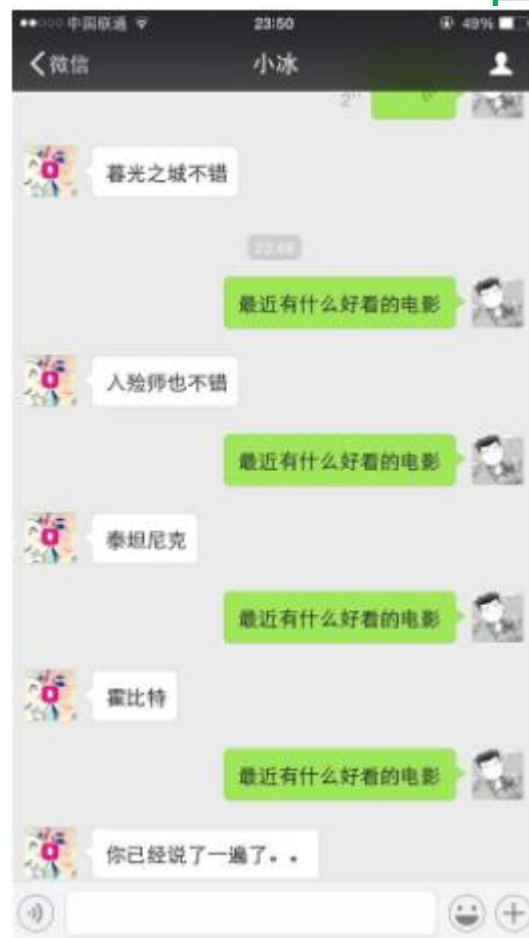 中国联通
23:50
49%
微信
小冰
2"
暮光之城不错
23:49
最近有什么好看的电影
入殓师也不错
最近有什么好看的电影
泰坦尼克
最近有什么好看的电影
霍比特
最近有什么好看的电影
你已经说了一遍了。。